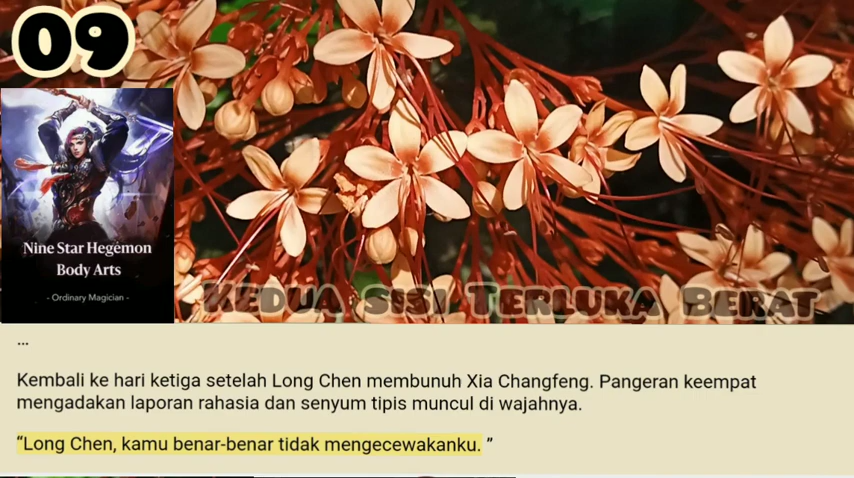 09
Nine Star Hegemon
Body Arts
- Ordinary Magician -
KEDUA SISI TERLUKA BERAT
...
Kembali ke hari ketiga setelah Long Chen membunuh Xia Changfeng. Pangeran keempat
mengadakan laporan rahasia dan senyum tipis muncul di wajahnya.
“Long Chen, kamu benar-benar tidak mengecewakanku. ”